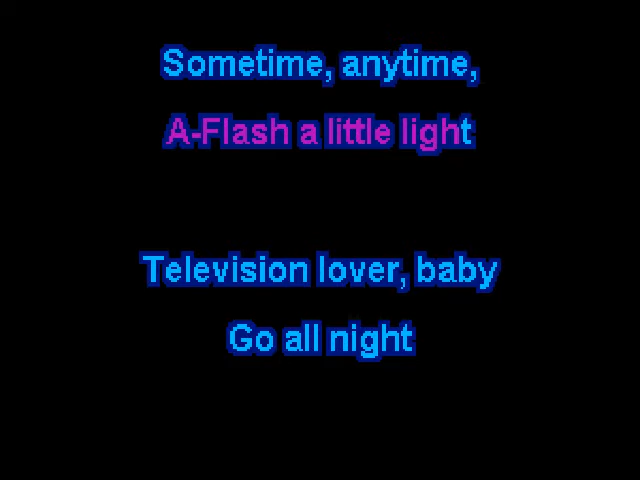 Sometime, anytime,
A-Flash a little light
Television lover, baby
Go all night